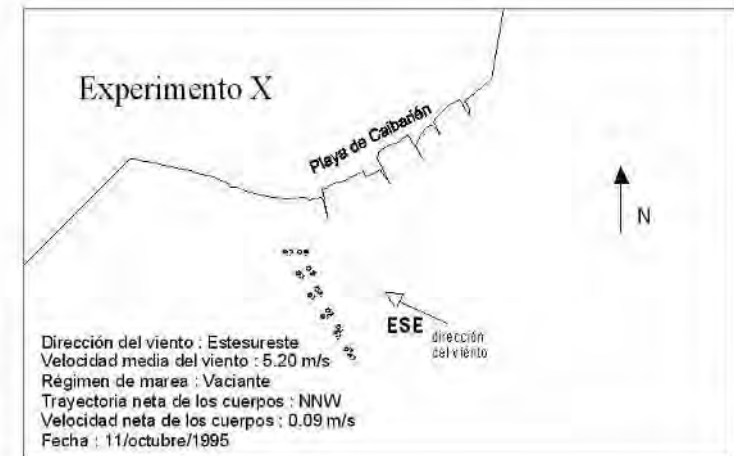 Experimento X
Playa de Caibarién
N
ESE
dirección
del viento
Dirección del viento : Estesureste
Velocidad media del viento : 5.20 m/s
Régimen de marea : Vaciante
Trayectoria neta de los cuerpos : NNW
Velocidad neta de los cuerpos : 0.09 m/s
Fecha : 11/octubre/1995